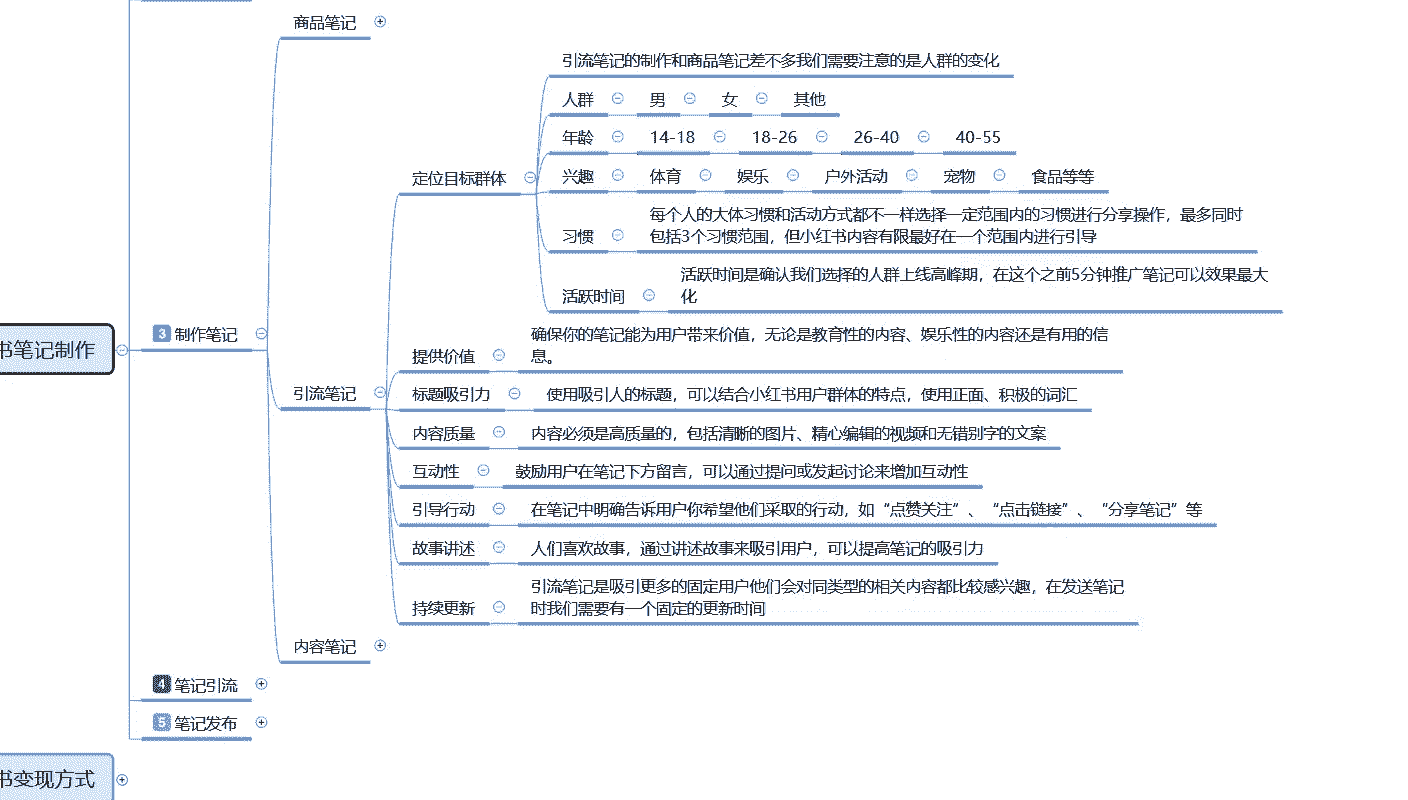 商品笔记
引流笔记的制作和商品笔记差不多我们需要注意的是人群的变化
人群 男 女 其他
年龄 14-18 18-26 26-40 40-55
定位目标群体
兴趣 体育 娱乐 户外活动 宠物 食品等等
每个人的大体习惯和活动方式都不一样选择一定范围内的习惯进行分享操作，最多同时
包括3个习惯范围，但小红书内容有限最好在一个范围内进行引导
习惯
活跃时间是确认我们选择的人群上线高峰期，在这个之前5分钟推广笔记可以效果最大
化
活跃时间
3 制作笔记
书笔记制作
确保你的笔记能为用户带来价值，无论是教育性的内容、娱乐性的内容还是有用的信
息。
提供价值
引流笔记
标题吸引力 使用吸引人的标题，可以结合小红书用户群体的特点，使用正面、积极的词汇
内容质量 内容必须是高质量的，包括清晰的图片、精心编辑的视频和无错别字的文案
互动性 鼓励用户在笔记下方留言，可以通过提问或发起讨论来增加互动性
引导行动 在笔记中明确告诉用户你希望他们采取的行动，如“点赞关注”、“点击链接”、“分享笔记”等
故事讲述 人们喜欢故事，通过讲述故事来吸引用户，可以提高笔记的吸引力
引流笔记是吸引更多的固定用户他们会对同类型的相关内容都比较感兴趣，在发送笔记
时我们需要有一个固定的更新时间
持续更新
内容笔记
4 笔记引流
5 笔记发布
书变现方式